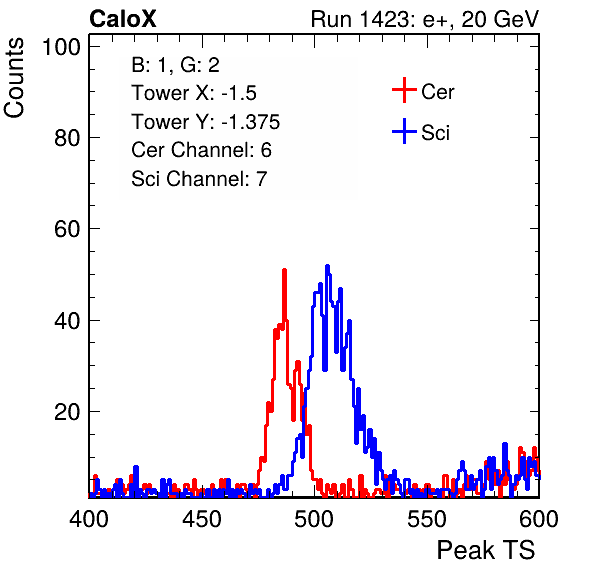 CaloX Run 1423: e+, 20 GeV
Counts
100
80
60
40
20
B: 1, G: 2
Tower X: -1.5
Tower Y: -1.375
Cer Channel: 6
Sci Channel: 7
Cer
Sci
400 450 500 550 600
Peak TS